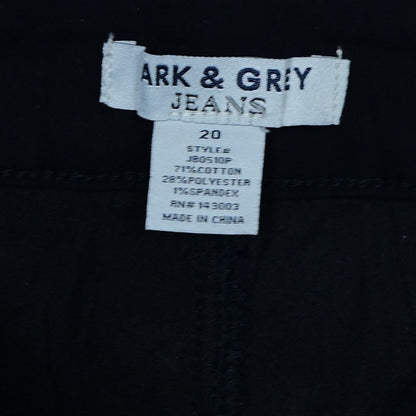 ARK & GREY
JEANS
20
STYLE#
JB0510P
71%COTTON
28%POLYESTER
1%SPANDEX
RN# 143003
MADE IN CHINA